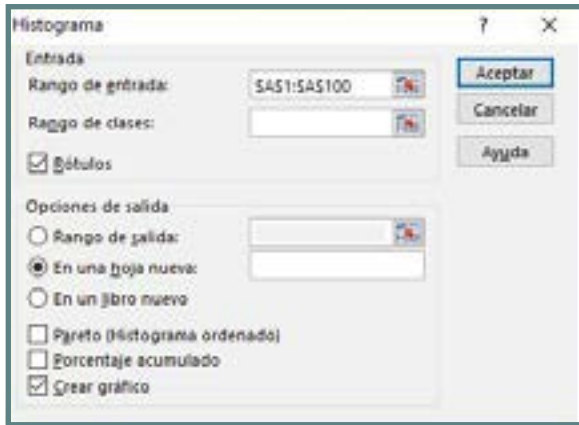 Histograma ? ×
Entrada
Rango de entrada: $A$1:$A$100
Aceptar
Rango de clases:
Cancelar
Rótulos
Ayuda
Opciones de salida
Rango de salida:
En una hoja nueva:
En un libro nuevo
Pareto (Histograma ordenado)
Porcentaje acumulado
Crear gráfico